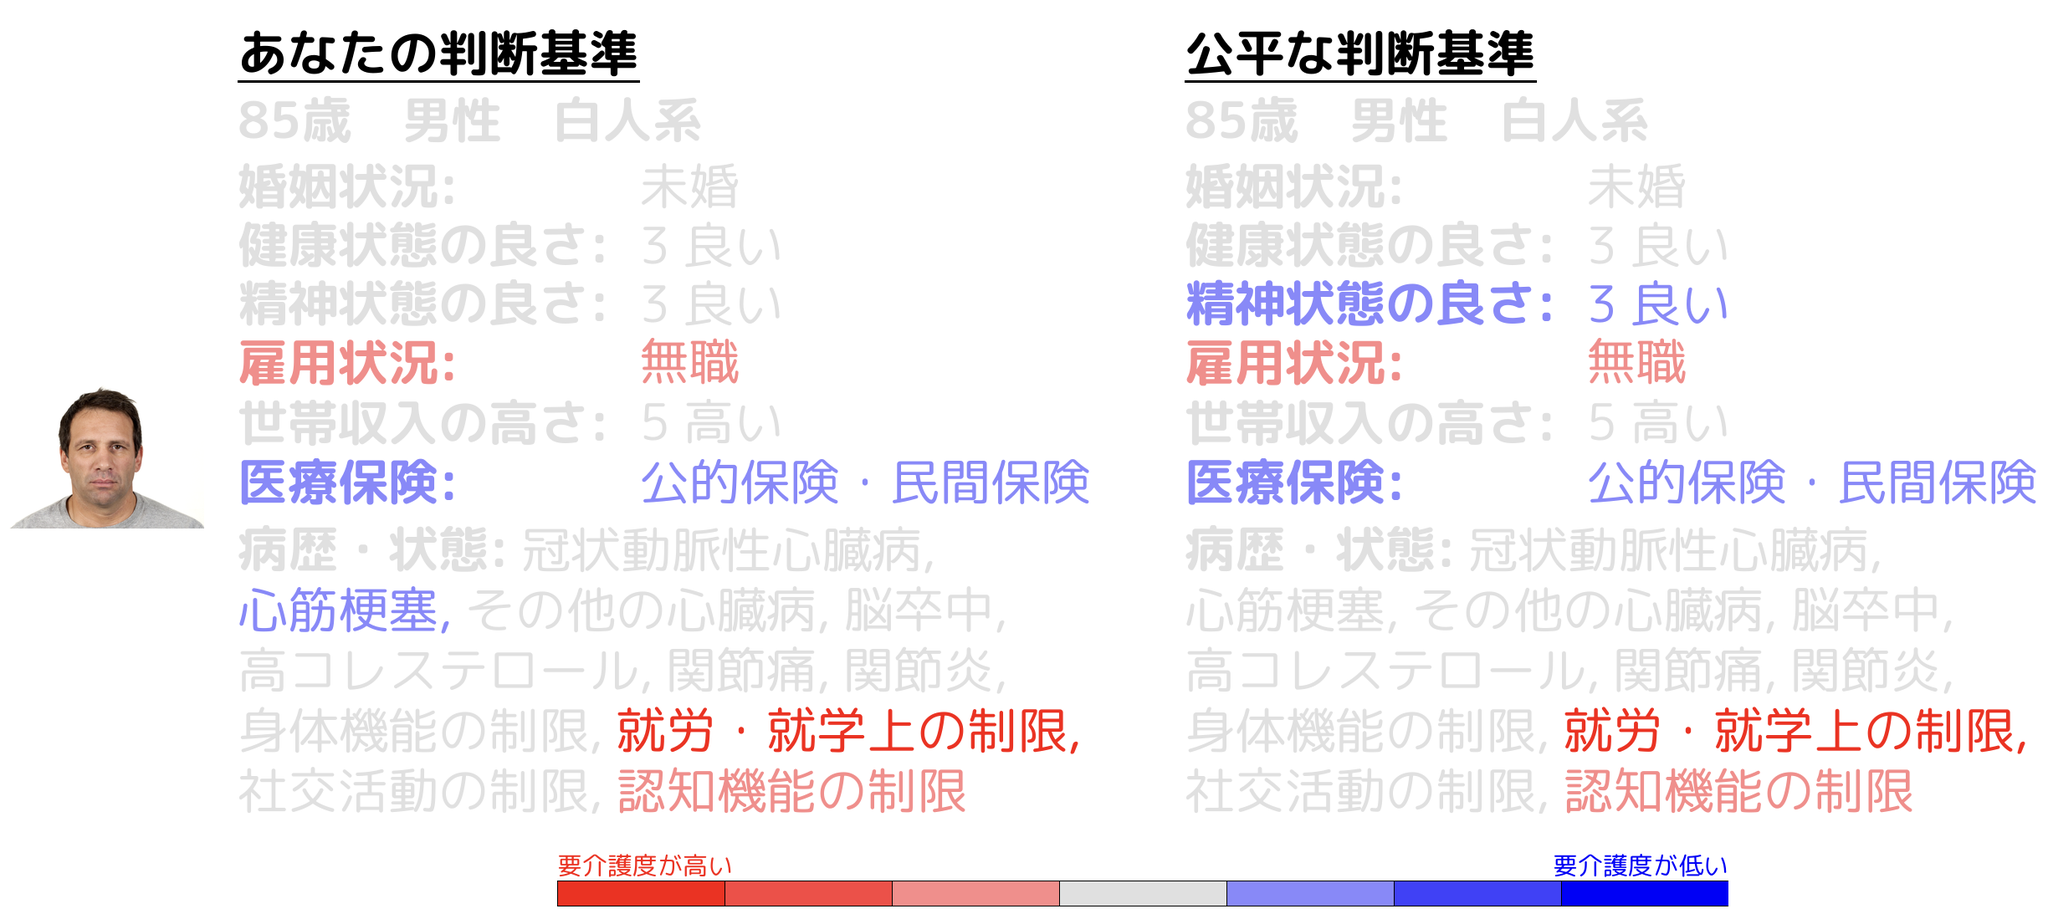 あなたの判断基準
85歳　男性　白人系
婚姻状況: 未婚
健康状態の良さ: 3 良い
精神状態の良さ: 3 良い
雇用状況: 無職
世帯収入の高さ: 5 高い
医療保険: 公的保険・民間保険
病歴・状態: 冠状動脈性心臓病,
心筋梗塞, その他の心臓病, 脳卒中,
高コレステロール, 関節痛, 関節炎,
身体機能の制限, 就労・就学上の制限,
社交活動の制限, 認知機能の制限
公平な判断基準
85歳　男性　白人系
婚姻状況: 未婚
健康状態の良さ: 3 良い
精神状態の良さ: 3 良い
雇用状況: 無職
世帯収入の高さ: 5 高い
医療保険: 公的保険・民間保険
病歴・状態: 冠状動脈性心臓病,
心筋梗塞, その他の心臓病, 脳卒中,
高コレステロール, 関節痛, 関節炎,
身体機能の制限, 就労・就学上の制限,
社交活動の制限, 認知機能の制限
要介護度が高い
要介護度が低い